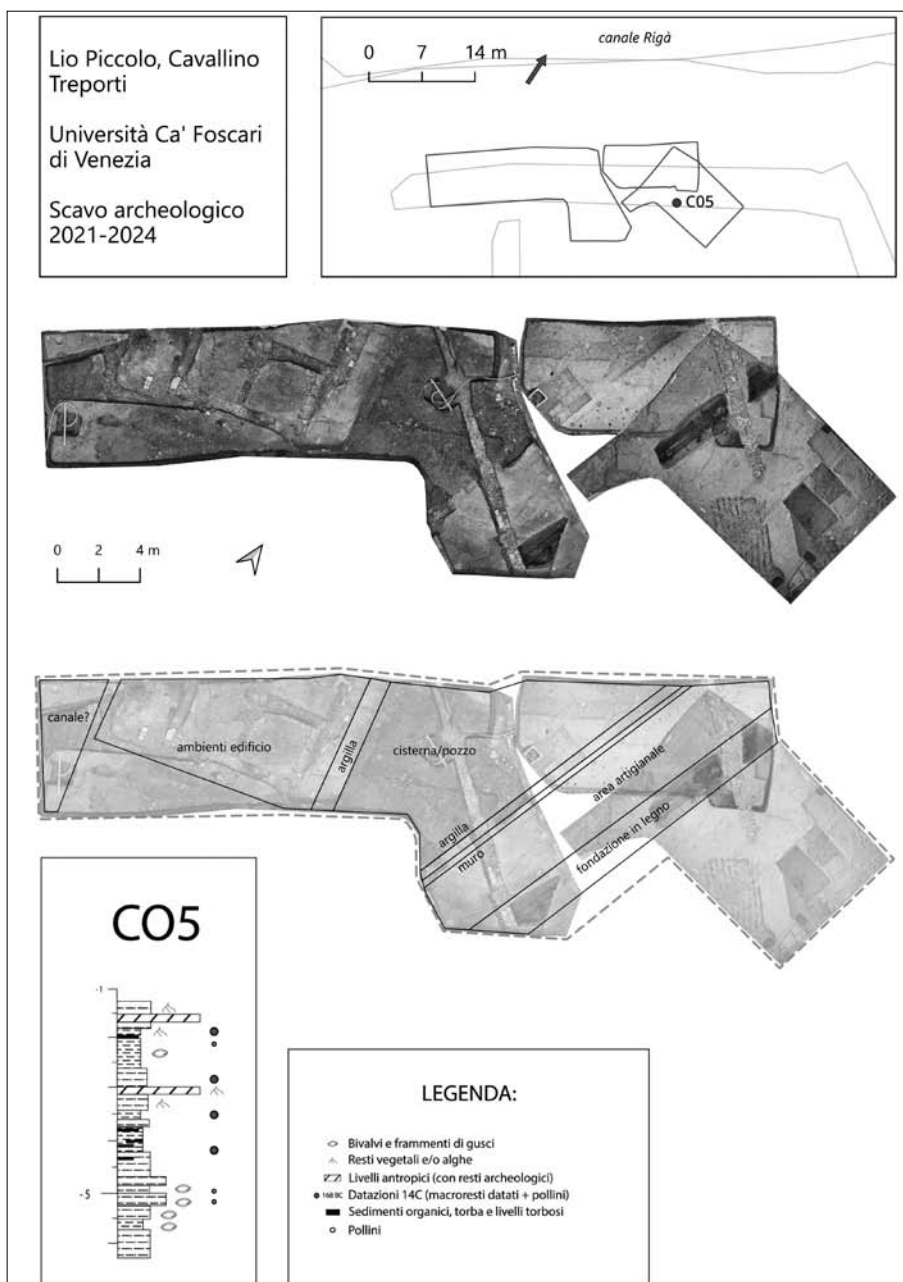 Lio Piccolo, Cavallino
Treporti
Università Ca' Foscari
di Venezia
Scavo archeologico
2021-2024
canale Rigà
0 7 14 m
C05
0 2 4 m
canale?
ambienti edificio
argilla
cisterna/pozzo
argilla
muro
area artigianale
fondazione in legno
CO5
-1
-5
LEGENDA:
Bivalvi e frammenti di gusci
Resti vegetali e/o alghe
Livelli antropici (con resti archeologici)
168 BC Datazioni 14C (macroresti datati + pollini)
Sedimenti organici, torba e livelli torbosi
Pollini